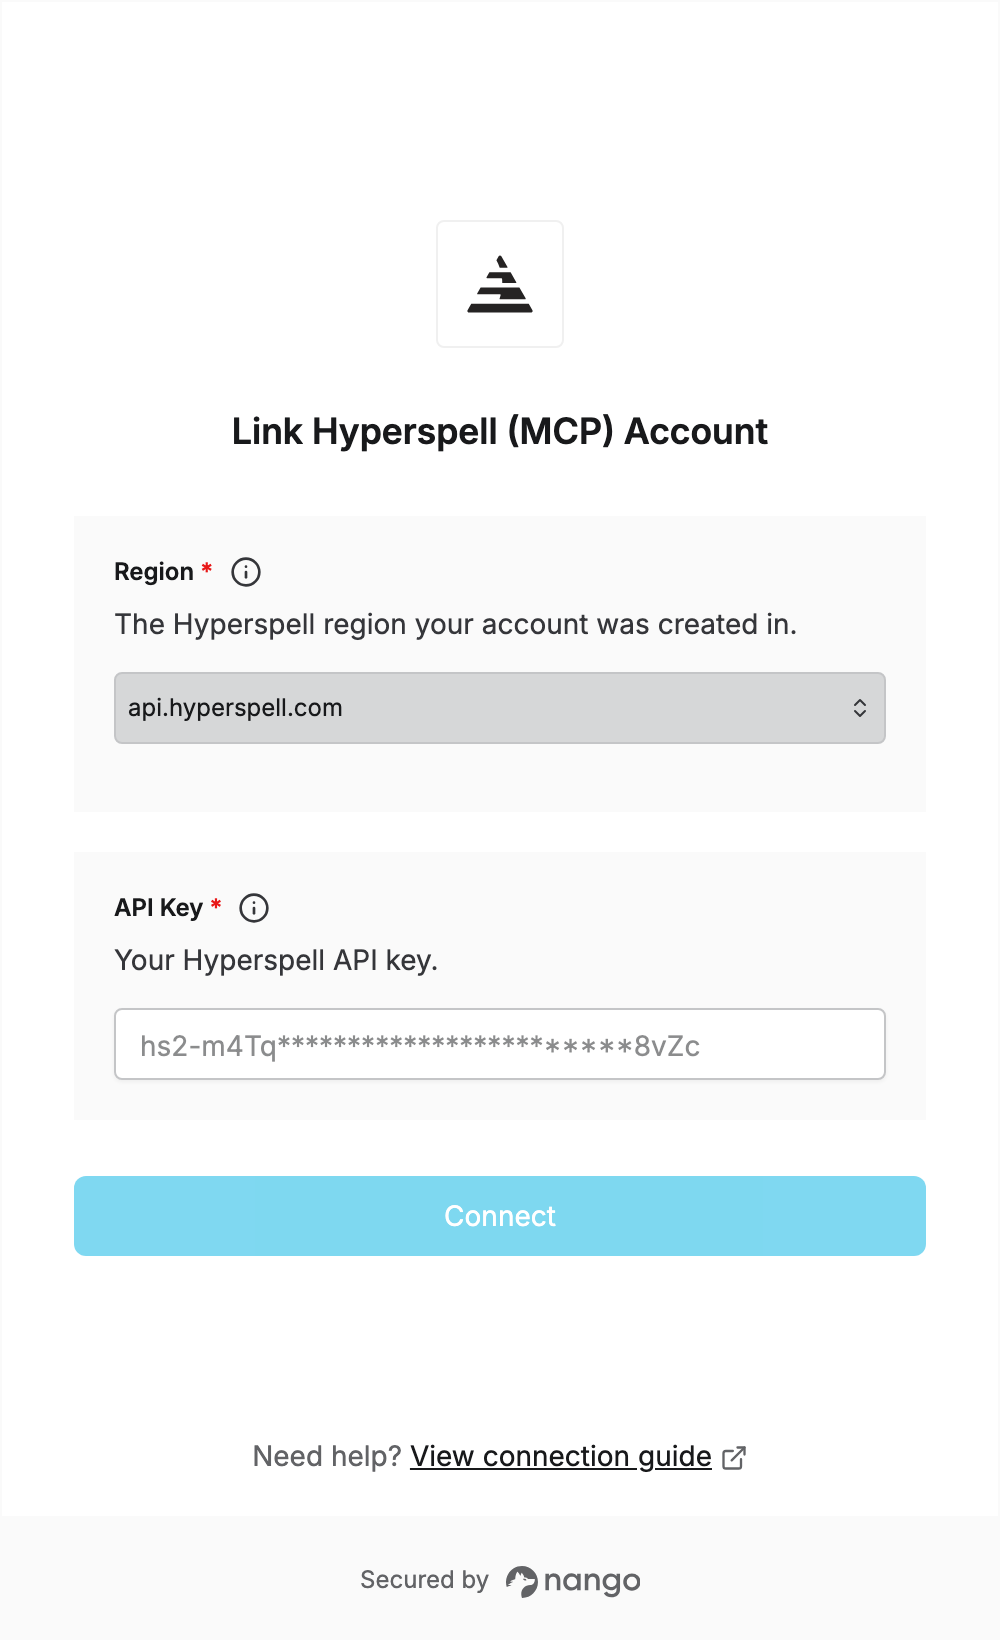 Link Hyperspell (MCP) Account
Region *
The Hyperspell region your account was created in.
api.hyperspell.com
API Key *
Your Hyperspell API key.
hs2-m4Tq*************************8vZc
Connect
Need help? View connection guide
Secured by nango